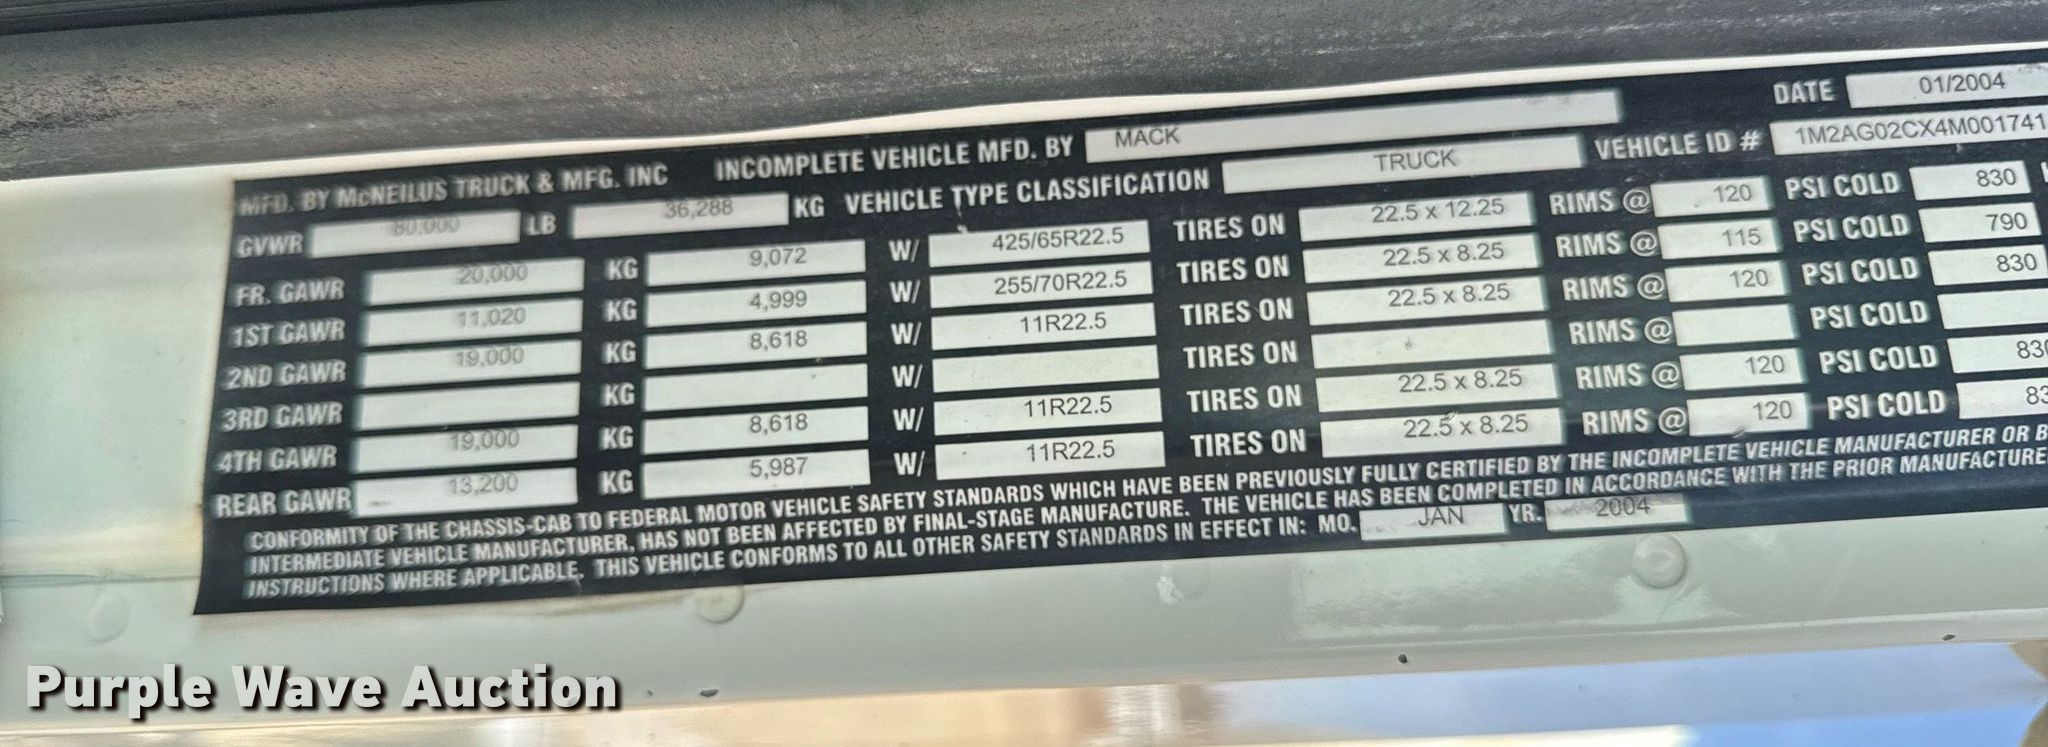 MFD. BY McNEILUS TRUCK & MFG. INC INCOMPLETE VEHICLE MFD. BY MACK DATE 01/2004
GVWR 80,000 LB 36,288 KG VEHICLE TYPE CLASSIFICATION TRUCK VEHICLE ID # 1M2AG02CX4M001741
FR. GAWR 20,000 KG 9,072 W/ 425/65R22.5 TIRES ON 22.5 x 12.25 RIMS @ 120 PSI COLD 830
1ST GAWR 11,020 KG 4,999 W/ 255/70R22.5 TIRES ON 22.5 x 8.25 RIMS @ 115 PSI COLD 790
2ND GAWR 19,000 KG 8,618 W/ 11R22.5 TIRES ON 22.5 x 8.25 RIMS @ 120 PSI COLD 830
3RD GAWR KG W/ TIRES ON RIMS @ PSI COLD
4TH GAWR 19,000 KG 8,618 W/ 11R22.5 TIRES ON 22.5 x 8.25 RIMS @ 120 PSI COLD 830
REAR GAWR 13,200 KG 5,987 W/ 11R22.5 TIRES ON 22.5 x 8.25 RIMS @ 120 PSI COLD 83
CONFORMITY OF THE CHASSIS-CAB TO FEDERAL MOTOR VEHICLE SAFETY STANDARDS WHICH HAVE BEEN PREVIOUSLY FULLY CERTIFIED BY THE INCOMPLETE VEHICLE MANUFACTURER OR B
INTERMEDIATE VEHICLE MANUFACTURER, HAS NOT BEEN AFFECTED BY FINAL-STAGE MANUFACTURE. THE VEHICLE HAS BEEN COMPLETED IN ACCORDANCE WITH THE PRIOR MANUFACTURE
INSTRUCTIONS WHERE APPLICABLE. THIS VEHICLE CONFORMS TO ALL OTHER SAFETY STANDARDS IN EFFECT IN: MO. JAN YR. 2004
Purple Wave Auction